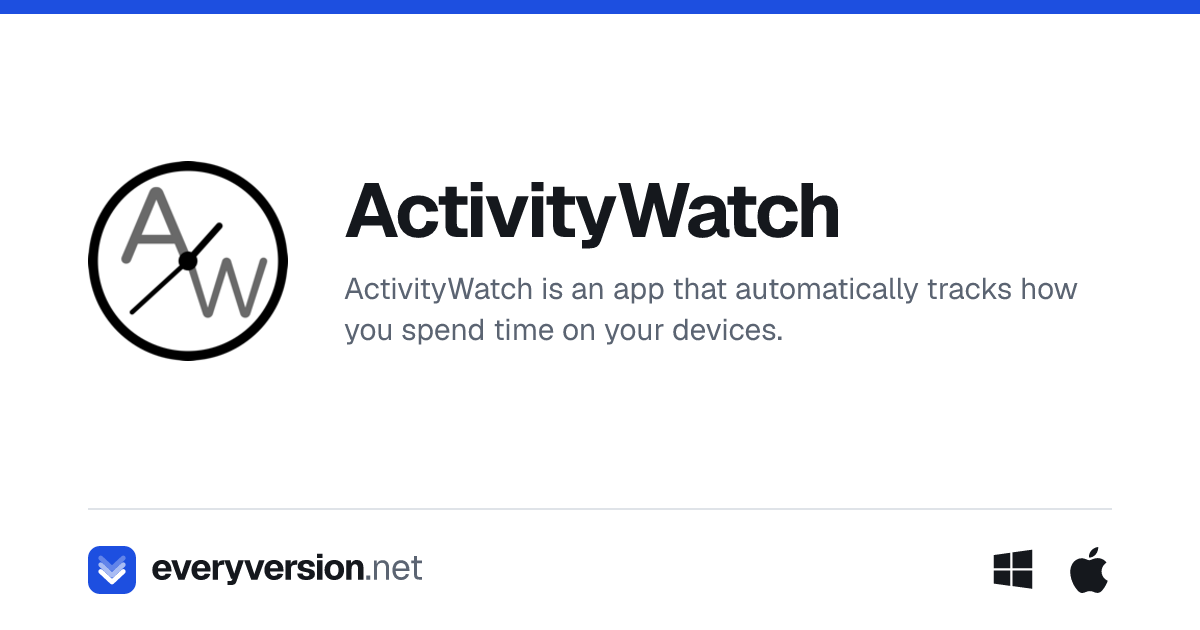 AW
ActivityWatch
ActivityWatch is an app that automatically tracks how
you spend time on your devices.
everyversion.net